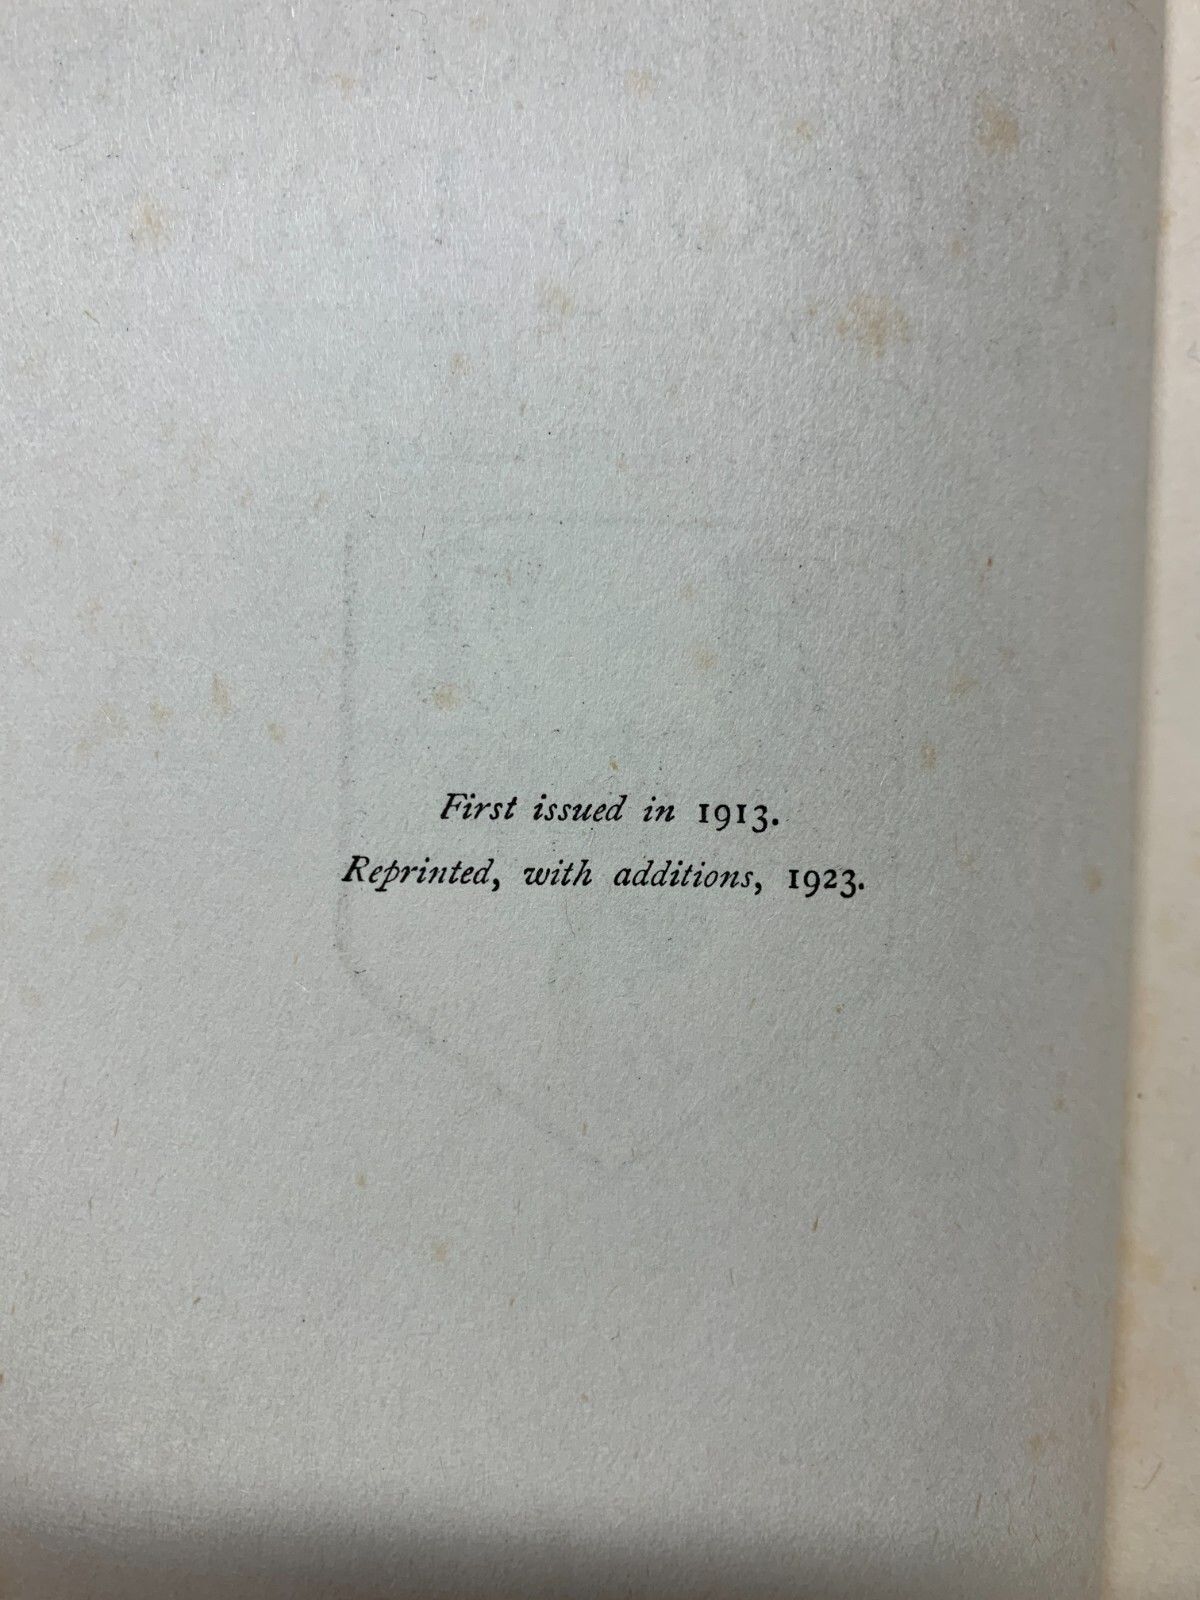 First issued in 1913.
Reprinted, with additions, 1923.